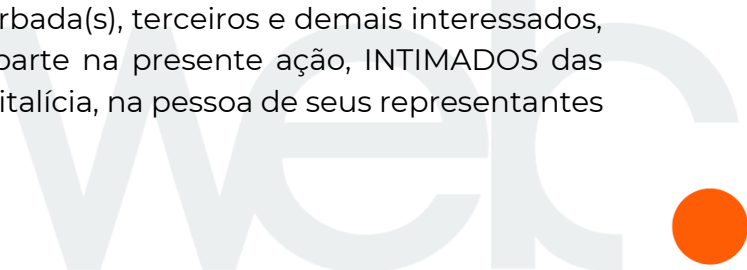 rbada(s), terceiros e demais interessados,
parte na presente ação, INTIMADOS das
italícia, na pessoa de seus representantes